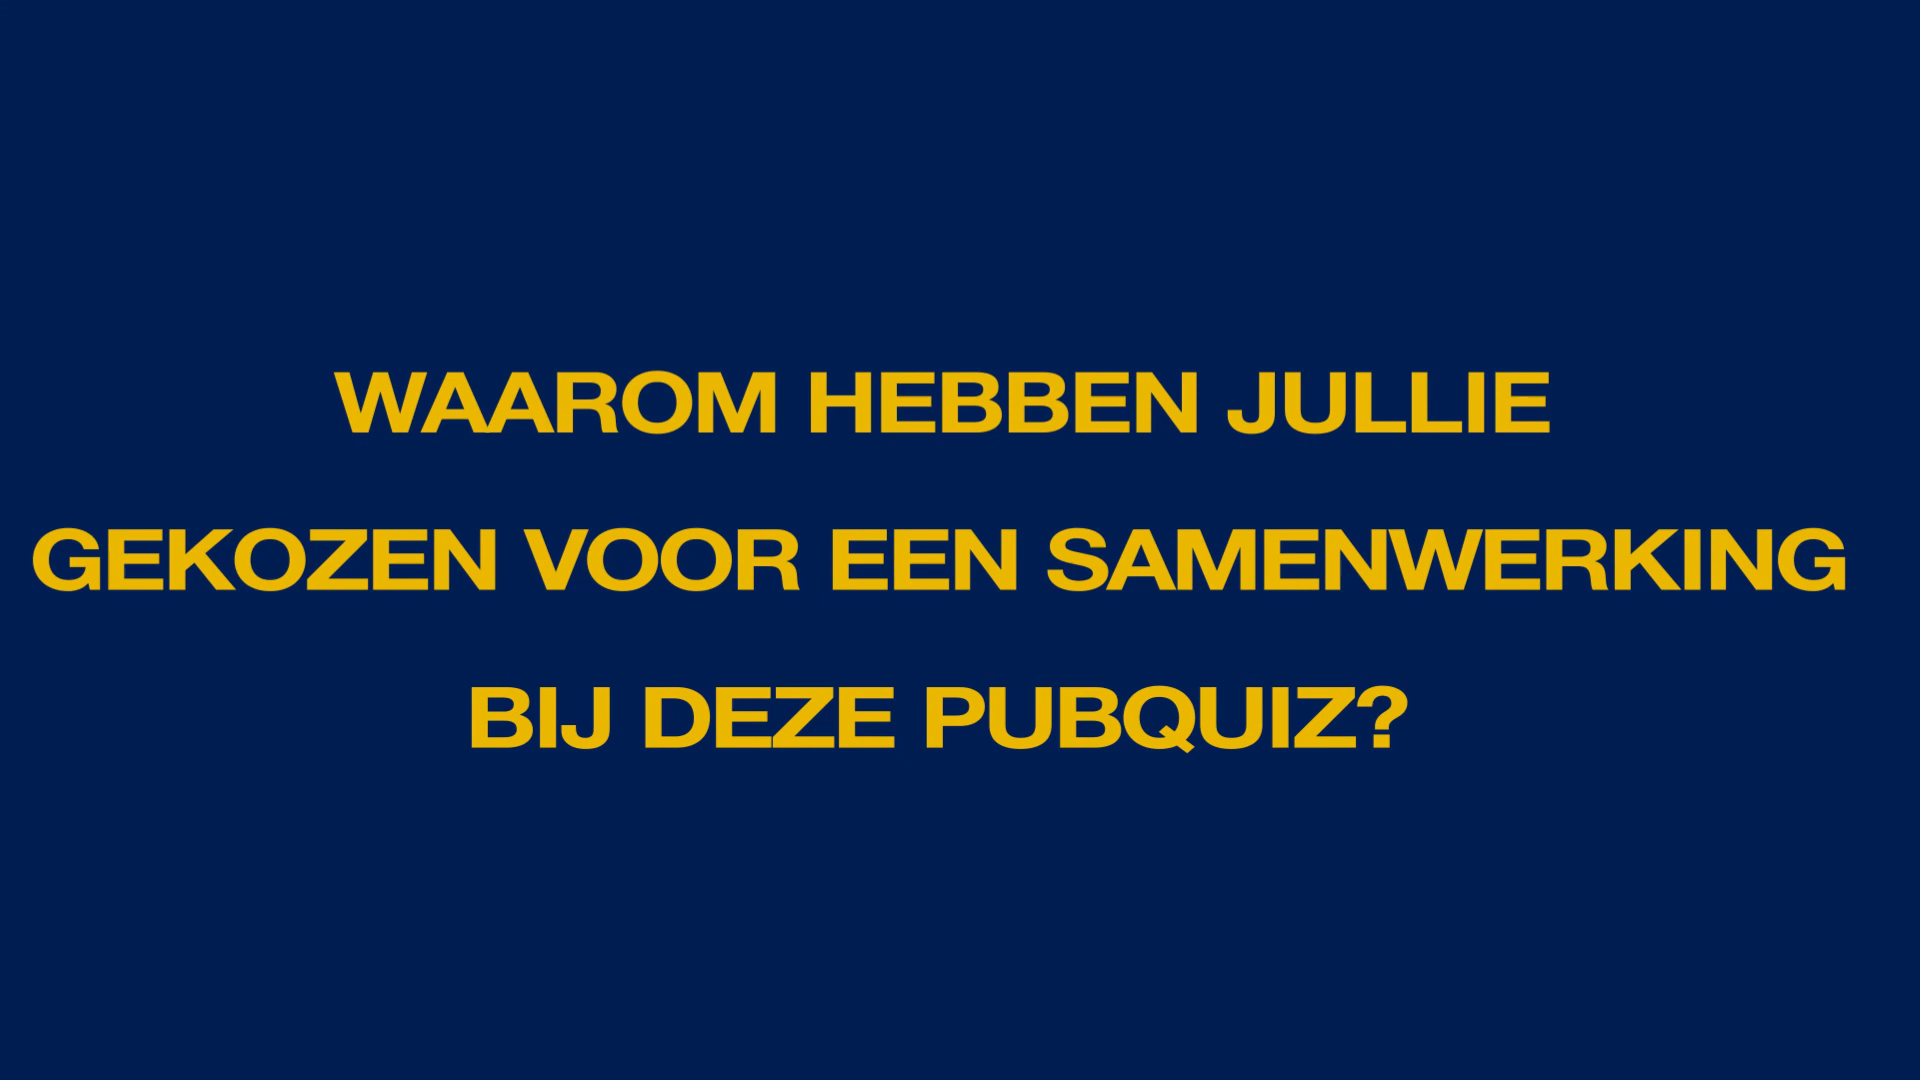 WAAROM HEBBEN JULLIE
GEKOZEN VOOR EEN SAMENWERKING
BIJ DEZE PUBQUIZ?